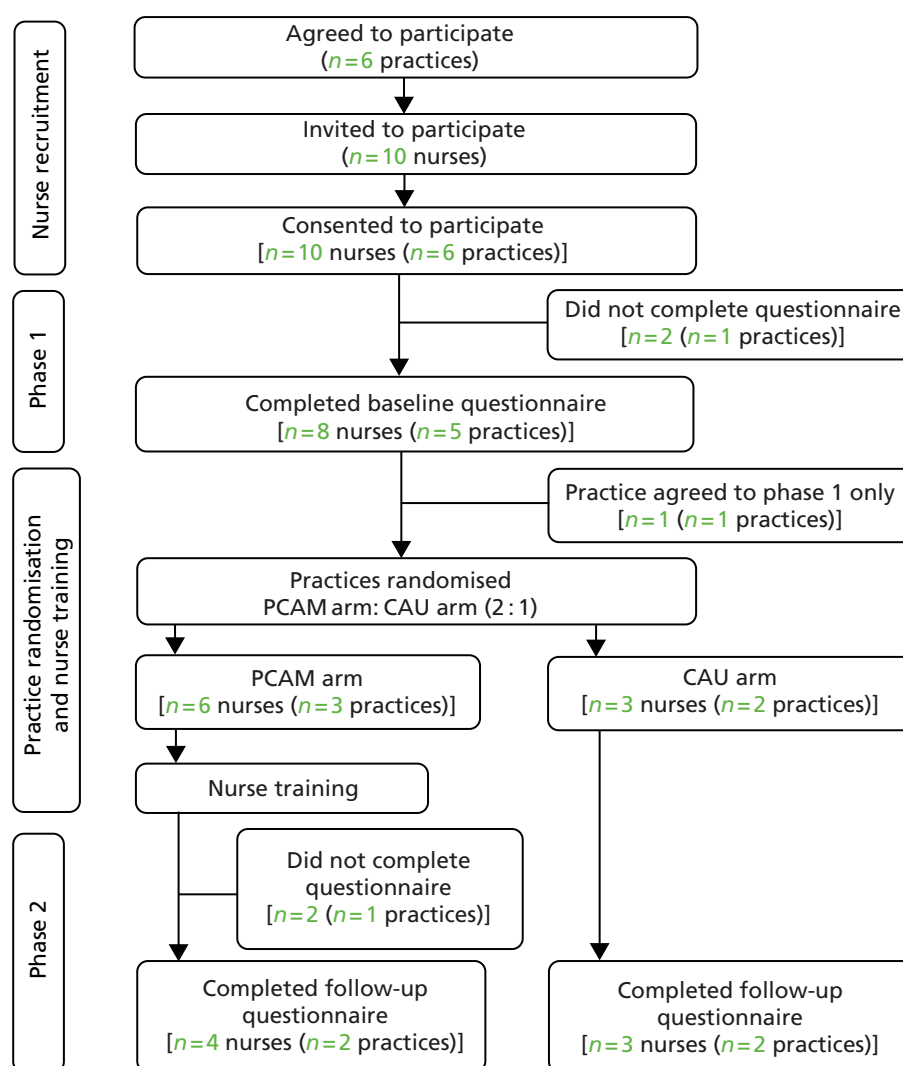 Nurse recruitment
Agreed to participate
(n=6 practices)
Invited to participate
(n=10 nurses)
Consented to participate
[n=10 nurses (n=6 practices)]
Phase 1
Did not complete questionnaire
[n=2 (n=1 practices)]
Completed baseline questionnaire
[n=8 nurses (n=5 practices)]
Practice randomisation
and nurse training
Practice agreed to phase 1 only
[n=1 (n=1 practices)]
Practices randomised
PCAM arm: CAU arm (2:1)
PCAM arm
[n=6 nurses (n=3 practices)]
CAU arm
[n=3 nurses (n=2 practices)]
Nurse training
Phase 2
Did not complete
questionnaire
[n=2 (n=1 practices)]
Completed follow-up
questionnaire
[n=4 nurses (n=2 practices)]
Completed follow-up
questionnaire
[n=3 nurses (n=2 practices)]